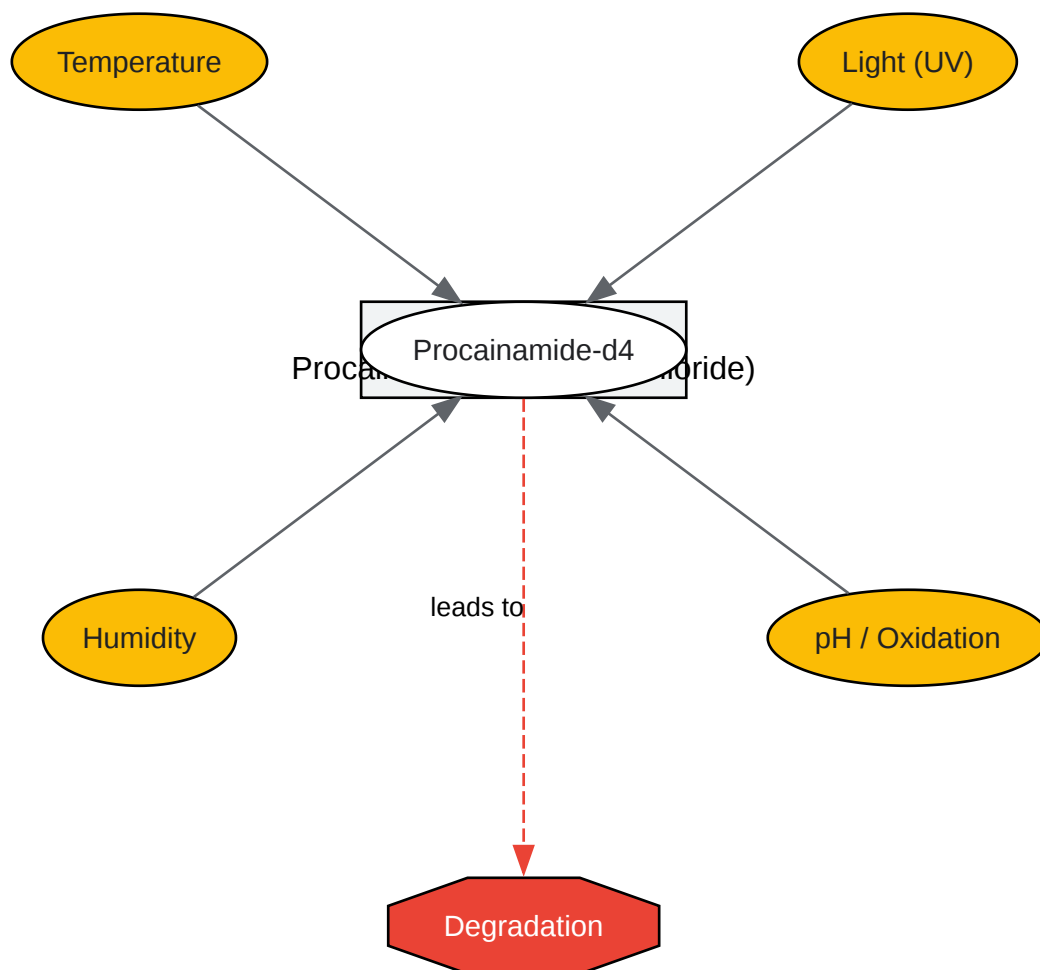 Temperature
Light (UV)
Procainamide-d4
Humidity
pH / Oxidation
leads to
Degradation